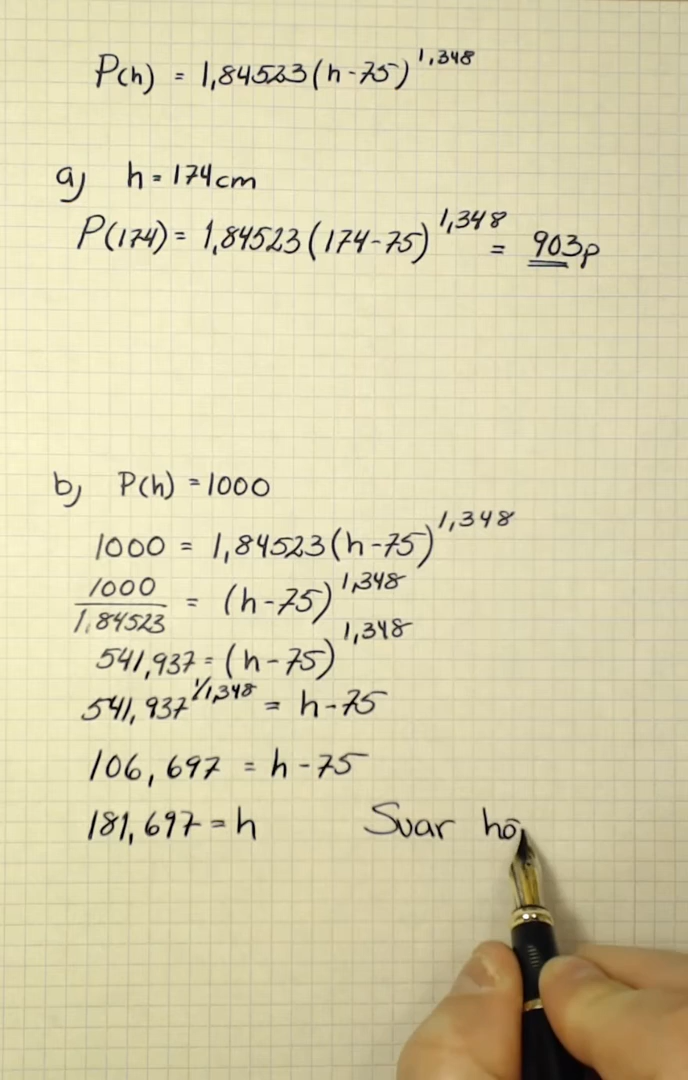 P(h) = 1,84523(h-75)^1,348
a) h = 174cm
P(174) = 1,84523(174-75)^1,348 = 903p
b) P(h) = 1000
1000 = 1,84523(h-75)^1,348
1000/1,84523 = (h-75)^1,348
541,937 = (h-75)^1,348
541,937^1/1,348 = h-75
106,697 = h-75
181,697 = h Svar hö